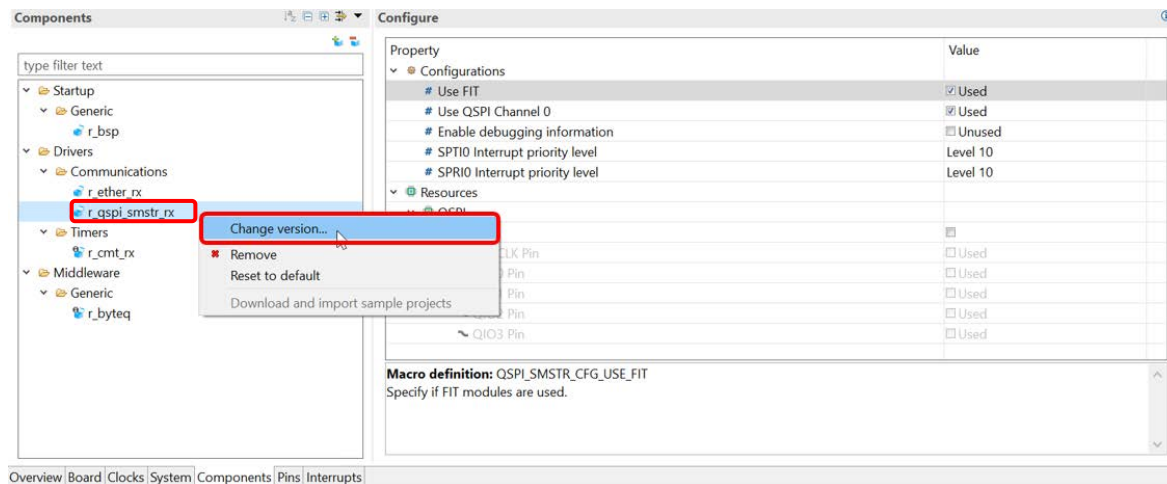 Components
type filter text
Startup
Generic
r_bsp
Drivers
Communications
r_ether_rx
r_qspi_smstr_rx
Timers
r_cmt_rx
Middleware
Generic
r_byteq
Change version...
Remove
Reset to default
Download and import sample projects
Configure
Property Value
Configurations
# Use FIT Used
# Use QSPI Channel 0 Used
# Enable debugging information Unused
# SPTI0 Interrupt priority level Level 10
# SPRI0 Interrupt priority level Level 10
Resources
QSPI
CLK Pin Used
Pin Used
Pin Used
Pin Used
QIO3 Pin Used
Macro definition: QSPI_SMSTR_CFG_USE_FIT
Specify if FIT modules are used.
Overview Board Clocks System Components Pins Interrupts